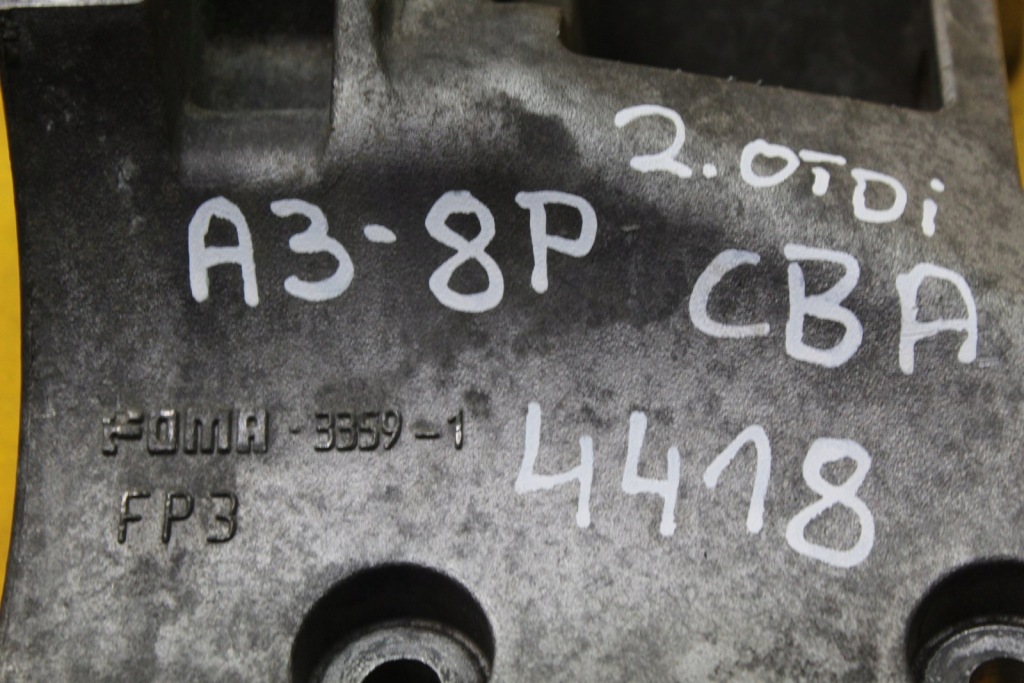 2.0TDi
A3-8P
CBA
FOMA · 3359-1
4418
FP3